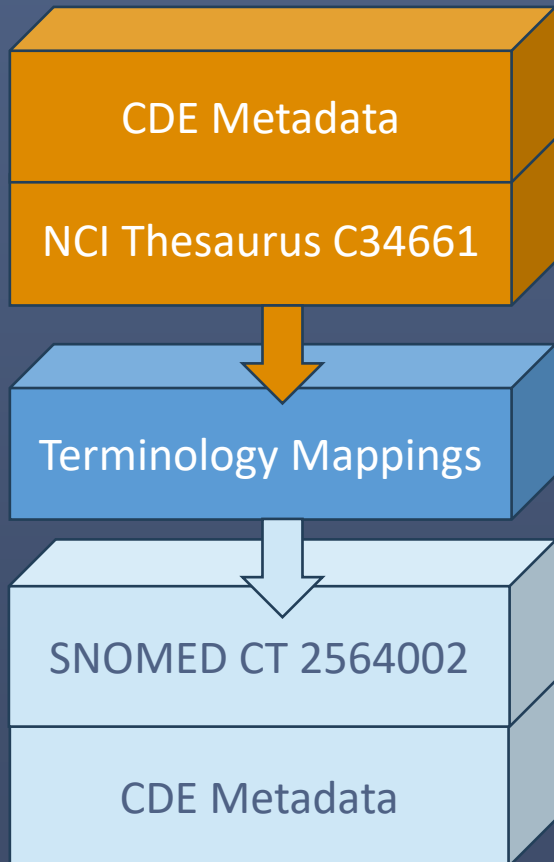 CDE Metadata
NCI Thesaurus C34661
Terminology Mappings
SNOMED CT 2564002
CDE Metadata